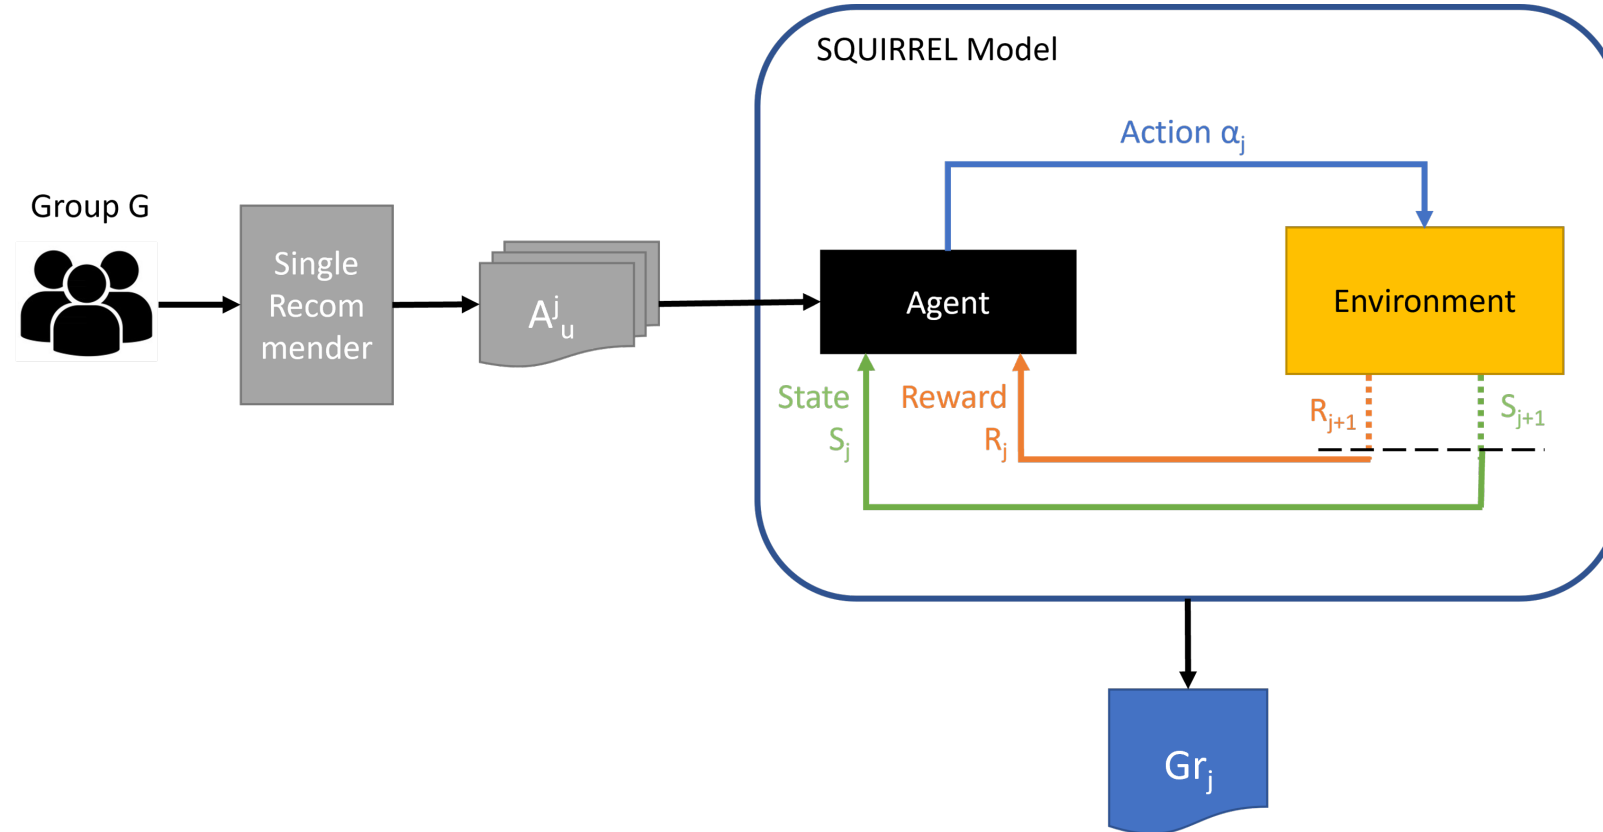 SQUIRREL Model
Action αj
Group G
Single
Recom
mender
Aju
Agent
Environment
State
Sj
Reward
Rj
Rj+1
Sj+1
Grj